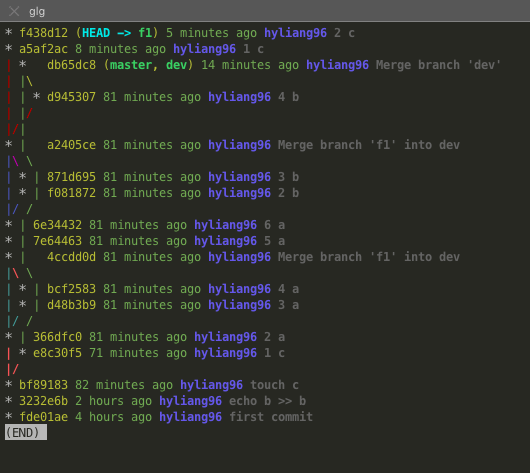 glg
* f438d12 (HEAD -> f1) 5 minutes ago hyliang96 2 c
* a5af2ac 8 minutes ago hyliang96 1 c
| *   db65dc8 (master, dev) 14 minutes ago hyliang96 Merge branch 'dev'
| |\
| | * d945307 81 minutes ago hyliang96 4 b
| |/
|/|
* |   a2405ce 81 minutes ago hyliang96 Merge branch 'f1' into dev
|\ \
| * | 871d695 81 minutes ago hyliang96 3 b
| * | f081872 81 minutes ago hyliang96 2 b
|/ /
* | 6e34432 81 minutes ago hyliang96 6 a
* | 7e64463 81 minutes ago hyliang96 5 a
* |   4ccdd0d 81 minutes ago hyliang96 Merge branch 'f1' into dev
|\ \
| * | bcf2583 81 minutes ago hyliang96 4 a
| * | d48b3b9 81 minutes ago hyliang96 3 a
|/ /
* | 366dfc0 81 minutes ago hyliang96 2 a
| * e8c30f5 71 minutes ago hyliang96 1 c
|/
* bf89183 82 minutes ago hyliang96 touch c
* 3232e6b 2 hours ago hyliang96 echo b >> b
* fde01ae 4 hours ago hyliang96 first commit
(END)